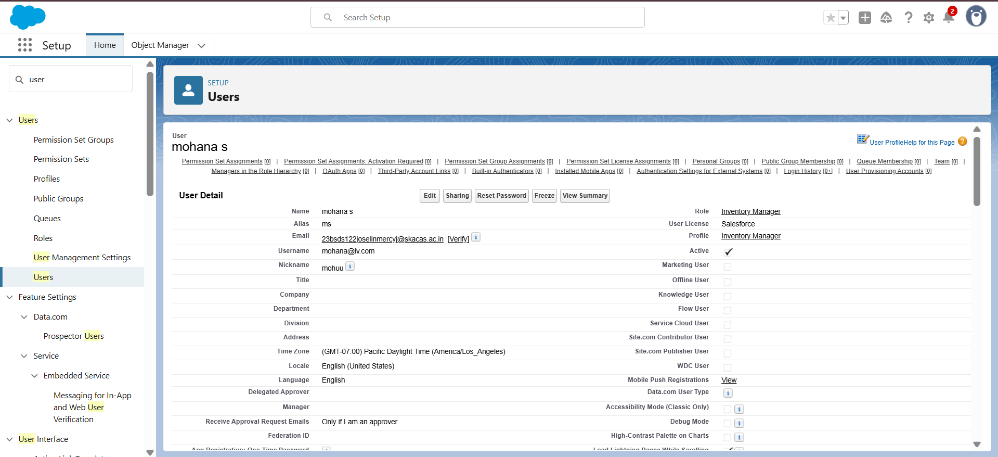 Search Setup
2
Setup
Home
Object Manager
user
Users
Permission Set Groups
Permission Sets
Profiles
Public Groups
Queues
Roles
User Management Settings
Users
Feature Settings
Data.com
Prospector Users
Service
Embedded Service
Messaging for In-App
and Web User
Verification
User Interface
SETUP
Users
User
mohana s
User Profile Help for this Page
Permission Set Assignments [0] | Permission Set Assignments: Activation Required [0] | Permission Set Group Assignments [0] | Permission Set License Assignments [0] | Personal Groups [0] | Public Group Membership [0] | Queue Membership [0] | Team [0] |
Managers in the Role Hierarchy [0] | OAuth Apps [0] | Third-Party Account Links [0] | Built-in Authenticators [0] | Installed Mobile Apps [0] | Authentication Settings for External Systems [0] | Login History [0+] | User Provisioning Accounts [0]
User Detail Edit Sharing Reset Password Freeze View Summary
Name mohana s Role Inventory Manager
Alias ms User License Salesforce
Email 23bsds122joselinmercyj@skacas.ac.in [Verify] i Profile Inventory Manager
Username mohana@iv.com Active
Nickname mohuu i Marketing User
Title Offline User
Company Knowledge User
Department Flow User
Division Service Cloud User
Address Site.com Contributor User
Time Zone (GMT-07:00) Pacific Daylight Time (America/Los_Angeles) Site.com Publisher User
Locale English (United States) WDC User
Language English Mobile Push Registrations View
Delegated Approver Data.com User Type i
Manager Accessibility Mode (Classic Only) i
Receive Approval Request Emails Only if I am an approver Debug Mode i
Federation ID High-Contrast Palette on Charts i